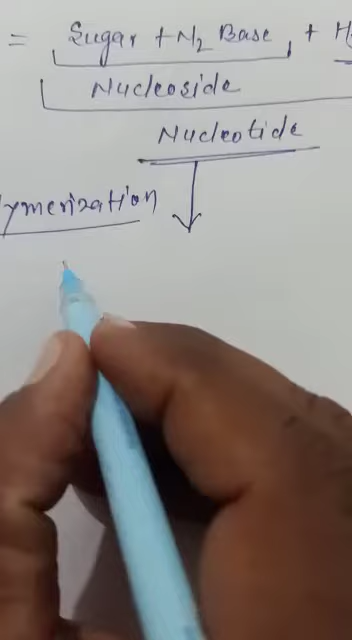 = Sugar + N₂ Base, + H
Nucleoside
Nucleotide
ymerization